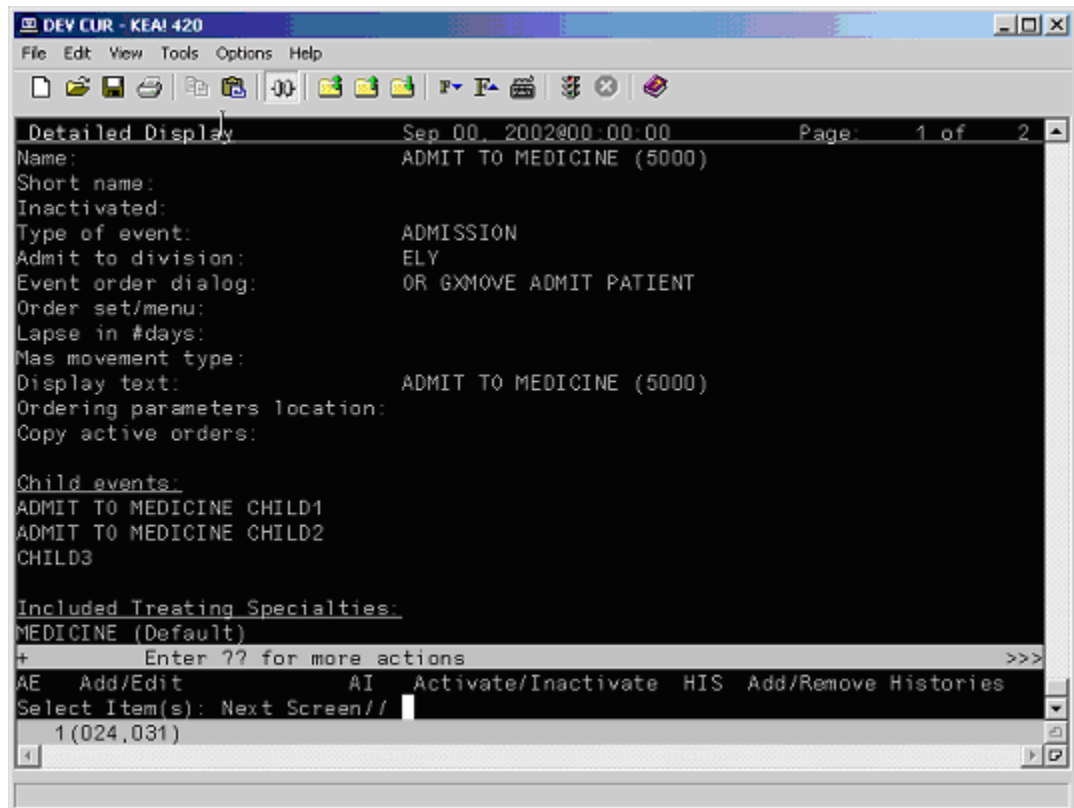 DEV CUR - KEA! 420
File Edit View Tools Options Help
Detailed Display Sep 00, 2002@00:00:00 Page: 1 of 2
Name: ADMIT TO MEDICINE (5000)
Short name:
Inactivated:
Type of event: ADMISSION
Admit to division: ELY
Event order dialog: OR GXMOVE ADMIT PATIENT
Order set/menu:
Lapse in #days:
Mas movement type:
Display text: ADMIT TO MEDICINE (5000)
Ordering parameters location:
Copy active orders:
Child events:
ADMIT TO MEDICINE CHILD1
ADMIT TO MEDICINE CHILD2
CHILD3
Included Treating Specialties:
MEDICINE (Default)
+ Enter ?? for more actions >>>
AE Add/Edit AI Activate/Inactivate HIS Add/Remove Histories
Select Item(s): Next Screen//
1(024,031)